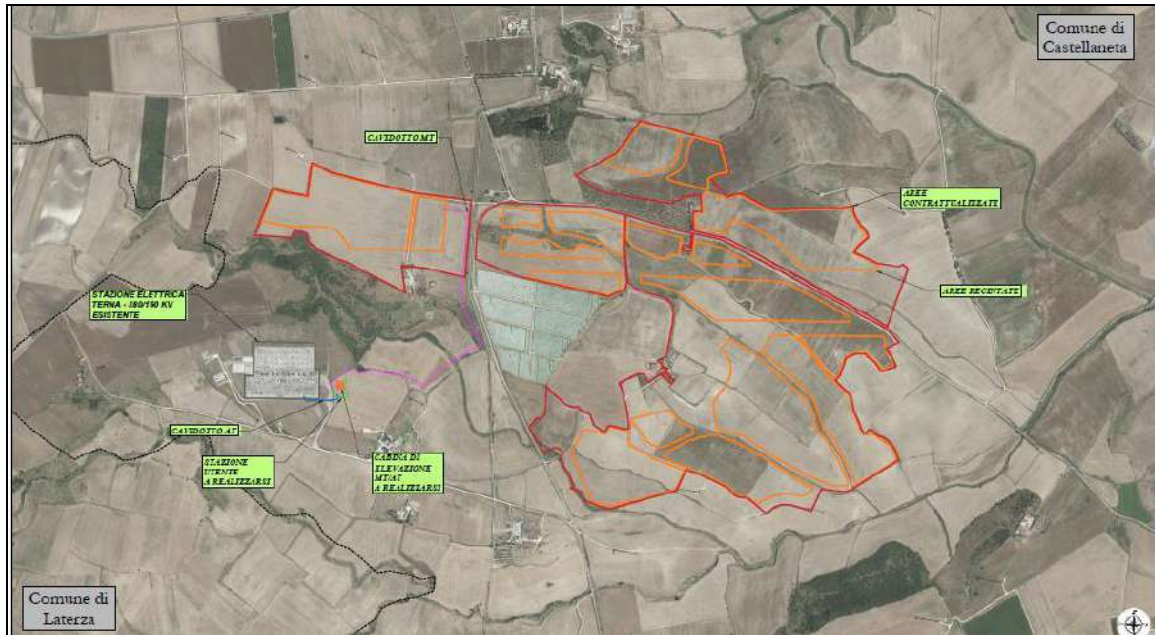 Comune di
Castellaneta
CAVIDOTTO MT
AREE
CONTRATTUALIZZATE
AREE RECINTATE
STAZIONE ELETTRICA
TERNA - 380/150 KV
ESISTENTE
CAVIDOTTO AT
STAZIONE
UTENTE
A REALIZZARSI
CABINA DI
ELEVAZIONE
MT/AT
A REALIZZARSI
Comune di
Laterza